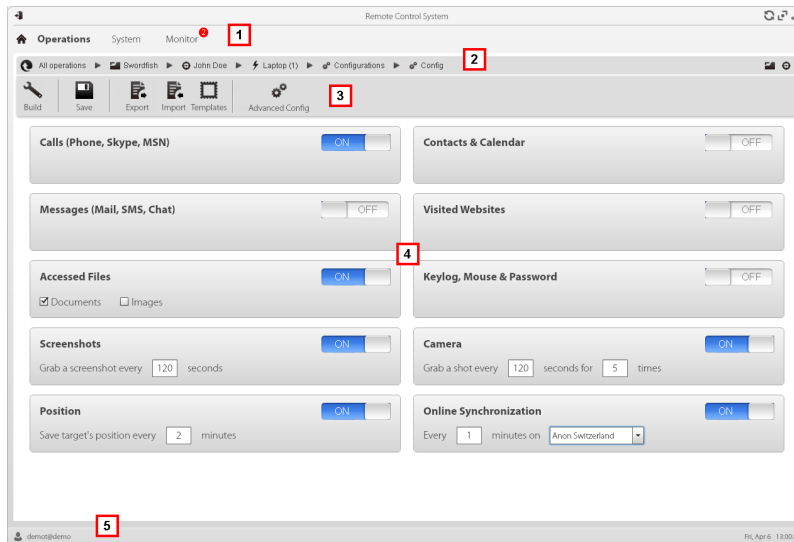 Remote Control System
Operations System Monitor 2 1
All operations Swordfish John Doe Laptop (1) Configurations Config 2
Build Save Export Import Templates Advanced Config 3
Calls (Phone, Skype, MSN) ON
Contacts & Calendar OFF
Messages (Mail, SMS, Chat) OFF
Visited Websites OFF
4
Accessed Files ON
Documents Images
Keylog, Mouse & Password OFF
Screenshots ON
Grab a screenshot every 120 seconds
Camera ON
Grab a shot every 120 seconds for 5 times
Position ON
Save target's position every 2 minutes
Online Synchronization ON
Every 1 minutes on Anon Switzerland
5
demot@demo Fri, Apr 6 13:00